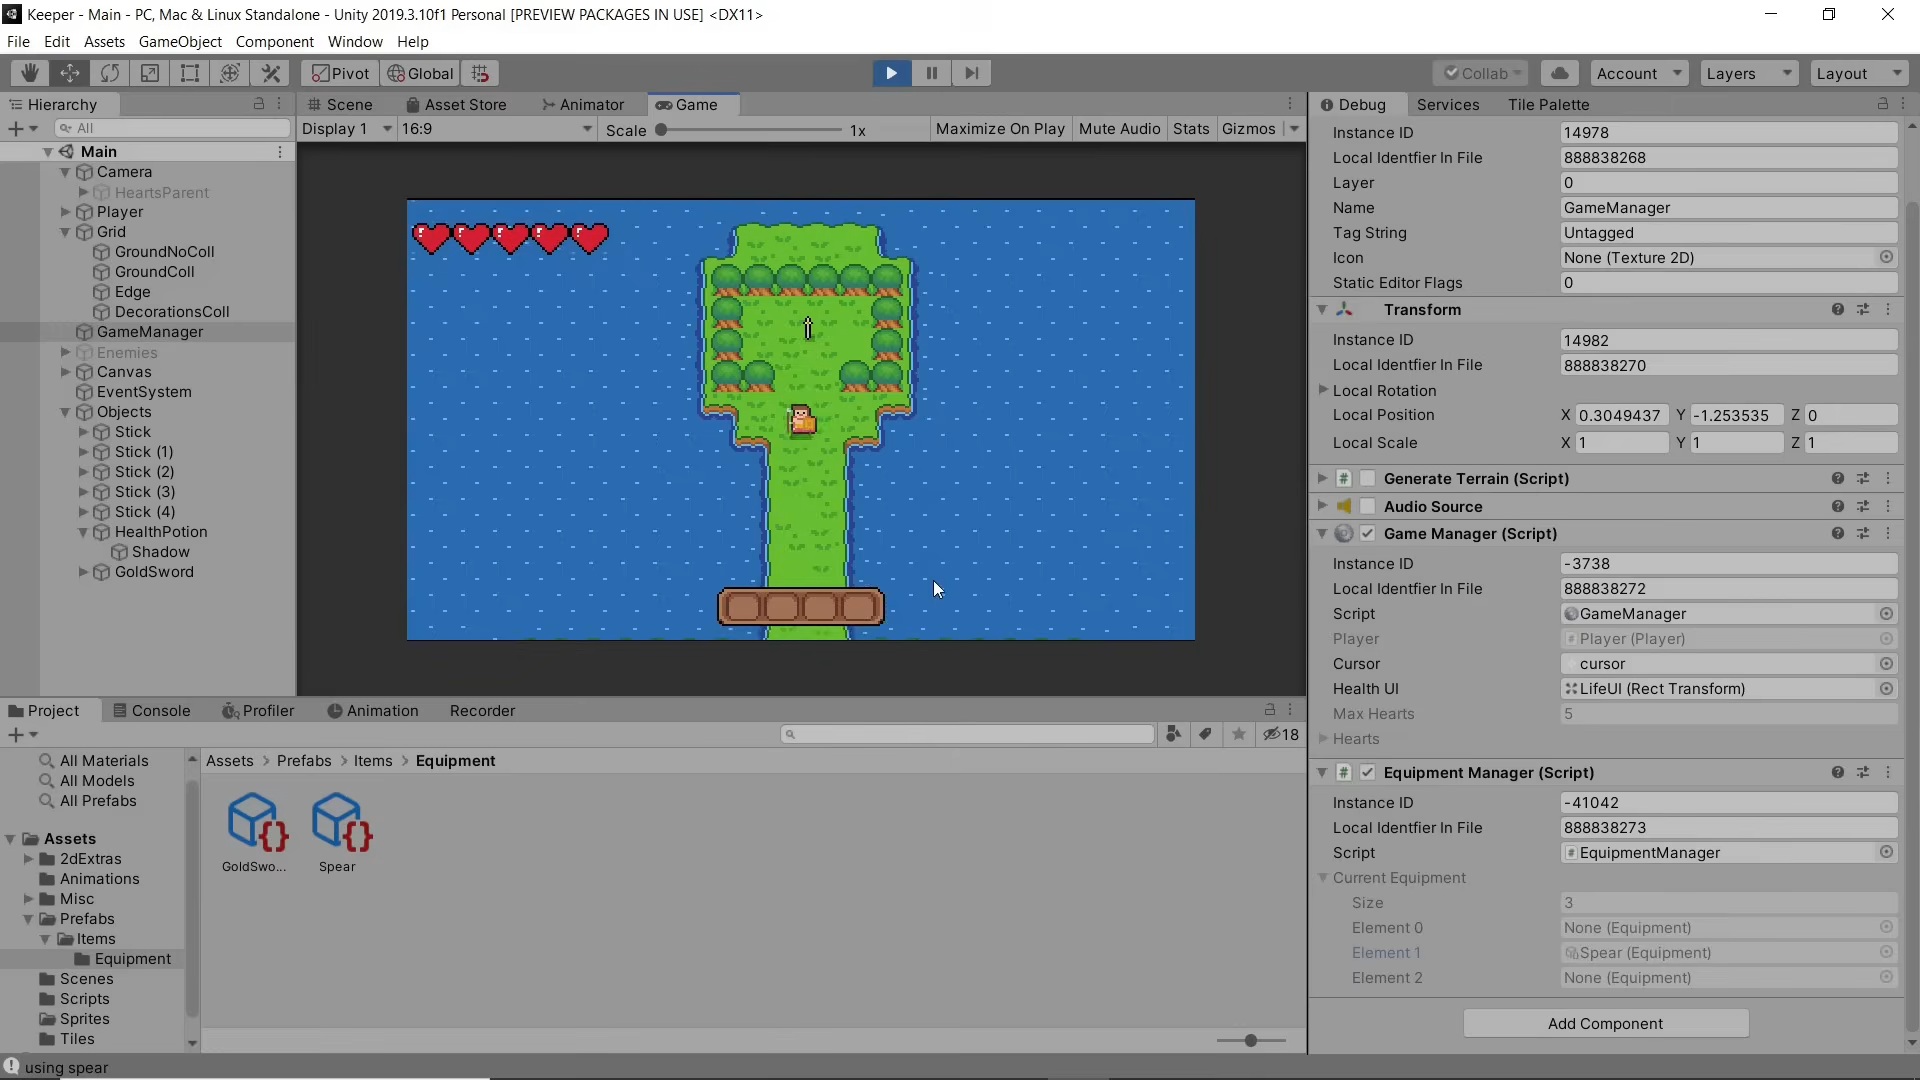 Keeper - Main - PC, Mac & Linux Standalone - Unity 2019.3.10f1 Personal [PREVIEW PACKAGES IN USE] <DX11>
File Edit Assets GameObject Component Window Help
Pivot Global Collab Account Layers Layout
Hierarchy
All
Main
Camera
HeartsParent
Player
Grid
GroundNoColl
GroundColl
Edge
DecorationsColl
GameManager
Enemies
Canvas
EventSystem
Objects
Stick
Stick (1)
Stick (2)
Stick (3)
Stick (4)
HealthPotion
Shadow
GoldSword
Scene Asset Store Animator Game
Display 1 16:9 Scale 1x Maximize On Play Mute Audio Stats Gizmos
Debug Services Tile Palette
Instance ID 14978
Local Identfier In File 888838268
Layer 0
Name GameManager
Tag String Untagged
Icon None (Texture 2D)
Static Editor Flags 0
Transform
Instance ID 14982
Local Identfier In File 888838270
Local Rotation
Local Position X 0.3049437 Y -1.253535 Z 0
Local Scale X 1 Y 1 Z 1
Generate Terrain (Script)
Audio Source
Game Manager (Script)
Instance ID -3738
Local Identfier In File 888838272
Script GameManager
Player Player (Player)
Cursor cursor
Health UI LifeUI (Rect Transform)
Max Hearts 5
Hearts
Equipment Manager (Script)
Instance ID -41042
Local Identfier In File 888838273
Script EquipmentManager
Current Equipment
Size 3
Element 0 None (Equipment)
Element 1 Spear (Equipment)
Element 2 None (Equipment)
Add Component
Project Console Profiler Animation Recorder
18
All Materials
All Models
All Prefabs
Assets
2dExtras
Animations
Misc
Prefabs
Items
Equipment
Scenes
Scripts
Sprites
Tiles
Assets > Prefabs > Items > Equipment
GoldSwo... Spear
using spear